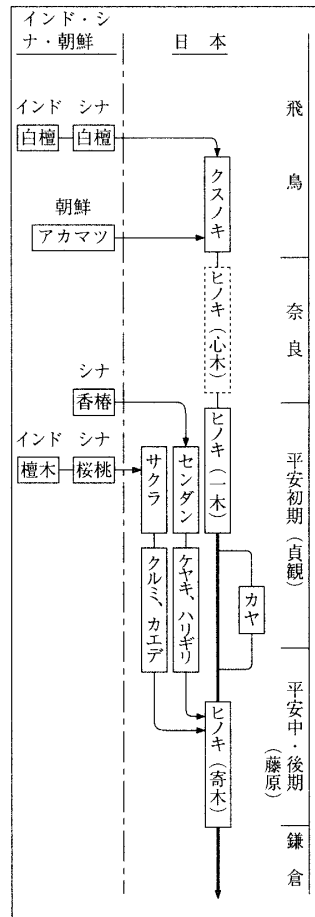 インド・シナ・朝鮮
日本
インド
シナ
白檀
白檀
クスノキ
飛鳥
朝鮮
アカマツ
ヒノキ（心木）
奈良
シナ
香椿
インド
シナ
檀木
桜桃
サクラ
センダン
ヒノキ（一木）
平安初期（貞観）
クルミ、カエデ
ケヤキ、ハリギリ
カヤ
ヒノキ（寄木）
平安中・後期
（藤原）
鎌倉